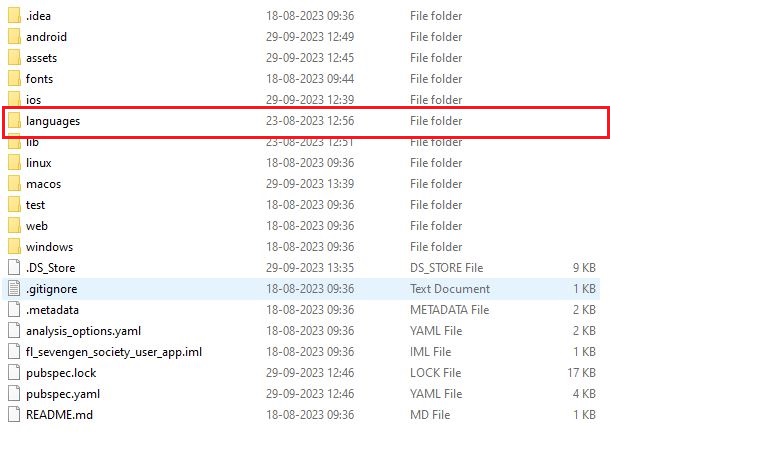 .idea 18-08-2023 09:36 File folder
android 29-09-2023 12:49 File folder
assets 29-09-2023 12:45 File folder
fonts 18-08-2023 09:44 File folder
ios 29-09-2023 12:39 File folder
languages 23-08-2023 12:56 File folder
lib 23-08-2023 12:51 File folder
linux 18-08-2023 09:36 File folder
macos 29-09-2023 13:39 File folder
test 18-08-2023 09:36 File folder
web 18-08-2023 09:36 File folder
windows 18-08-2023 09:36 File folder
.DS_Store 29-09-2023 13:35 DS_STORE File 9 KB
.gitignore 18-08-2023 09:36 Text Document 1 KB
.metadata 18-08-2023 09:36 METADATA File 2 KB
analysis_options.yaml 18-08-2023 09:36 YAML File 2 KB
fl_sevengen_society_user_app.iml 18-08-2023 09:36 IML File 1 KB
pubspec.lock 29-09-2023 12:46 LOCK File 17 KB
pubspec.yaml 29-09-2023 12:46 YAML File 4 KB
README.md 18-08-2023 09:36 MD File 1 KB